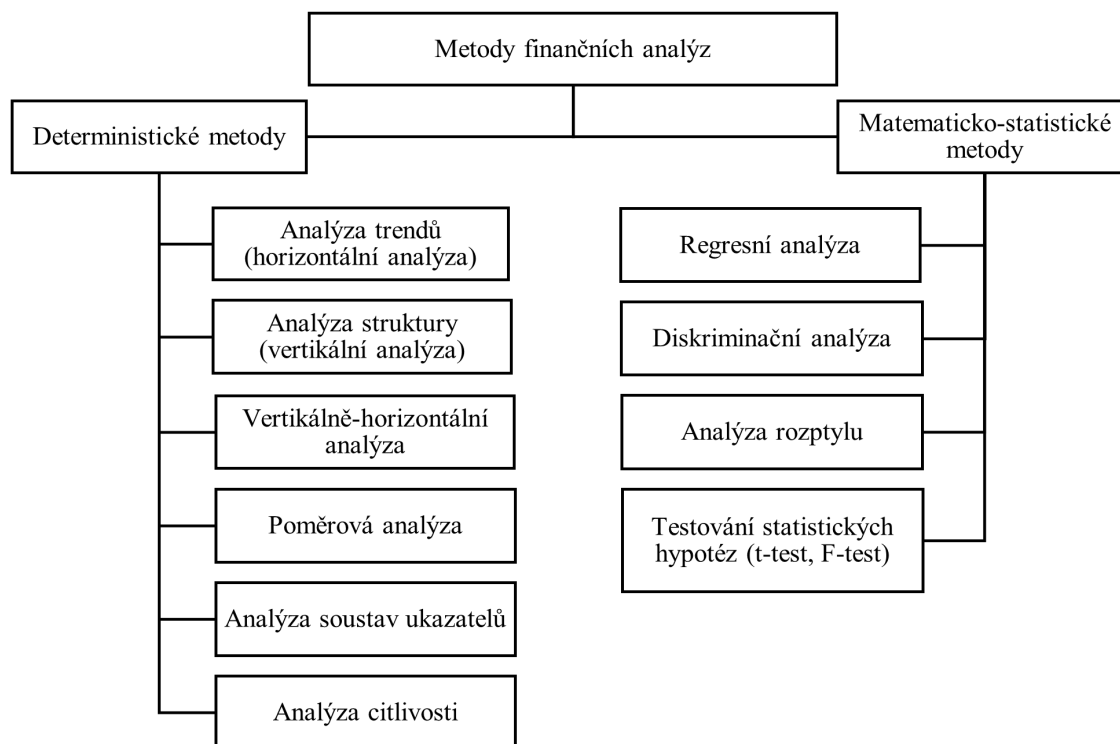 Metody finančních analýz
Deterministické metody
Matematicko-statistické
metody
Analýza trendů
(horizontální analýza)
Analýza struktury
(vertikální analýza)
Vertikálně-horizontální
analýza
Poměrová analýza
Analýza soustav ukazatelů
Analýza citlivosti
Regresní analýza
Diskriminační analýza
Analýza rozptylu
Testování statistických
hypotéz (t-test, F-test)